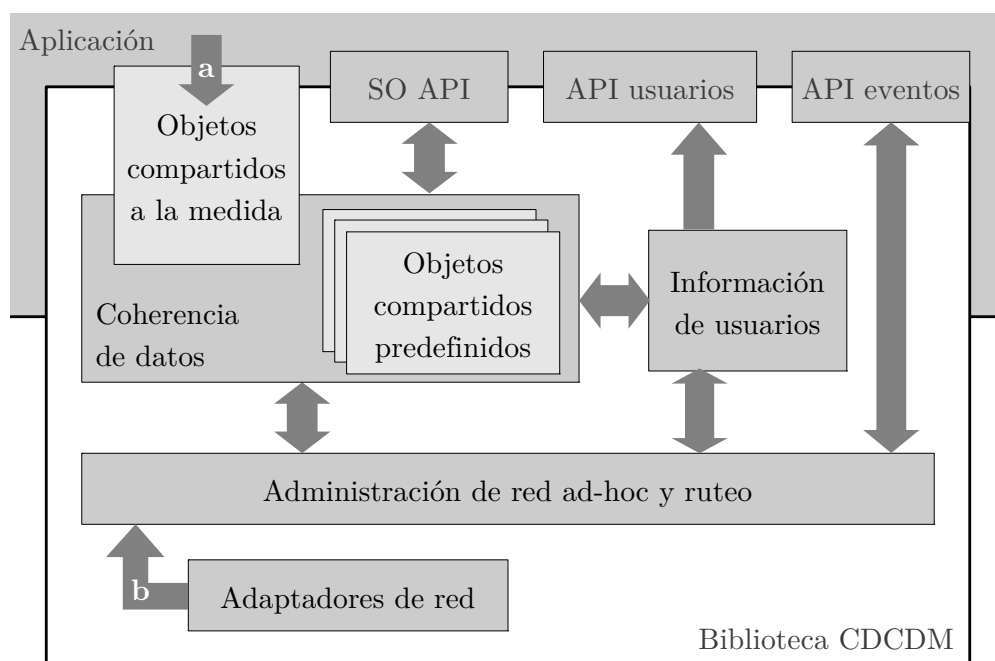 Aplicación
a
SO API
API usuarios
API eventos
Objetos
compartidos
a la medida
Objetos
compartidos
predefinidos
Coherencia
de datos
Información
de usuarios
Administración de red ad-hoc y ruteo
b
Adaptadores de red
Biblioteca CDCDM